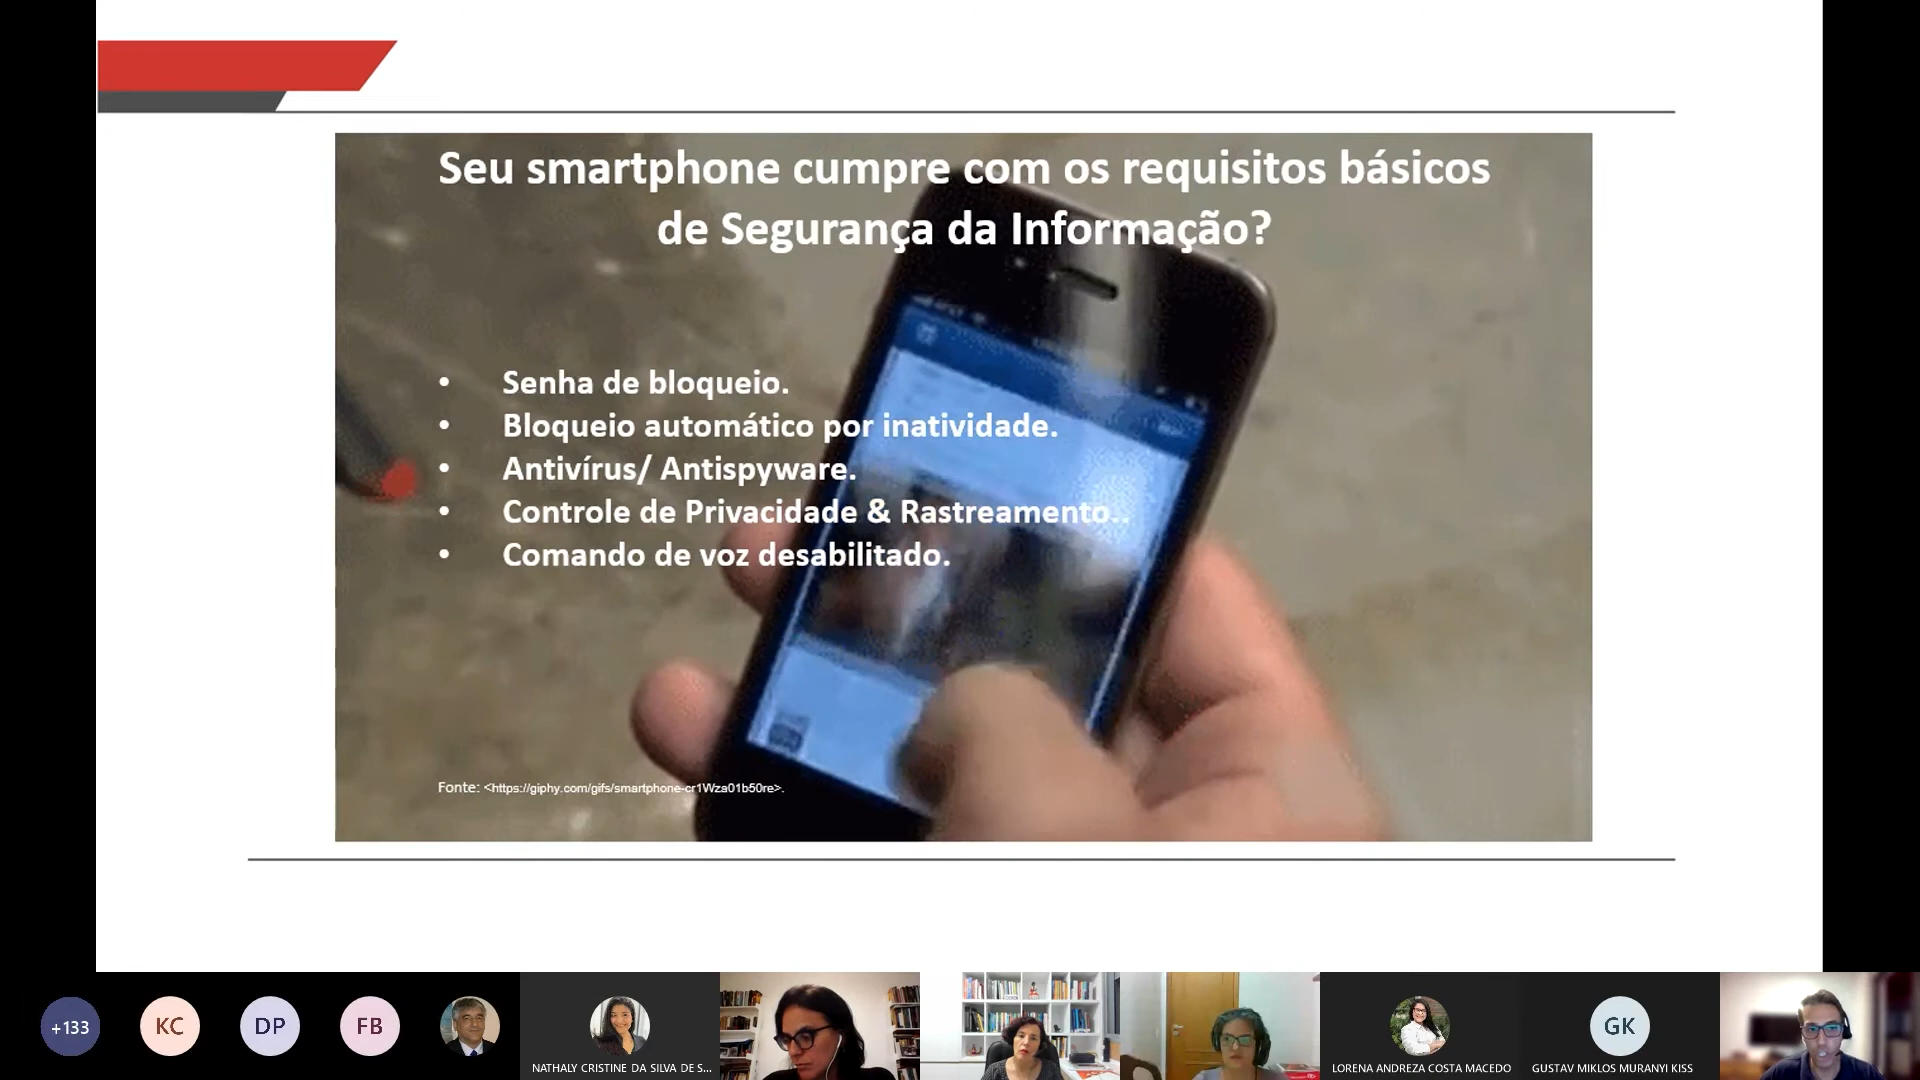 Seu smartphone cumpre com os requisitos básicos
de Segurança da Informação?
• Senha de bloqueio.
• Bloqueio automático por inatividade.
• Antivírus/ Antispyware.
• Controle de Privacidade & Rastreamento..
• Comando de voz desabilitado.
Fonte: <https://giphy.com/gifs/smartphone-cr1Wza01b50re>.
+133
KC
DP
FB
NATHALY CRISTINE DA SILVA DE S...
LORENA ANDREZA COSTA MACEDO
GK
GUSTAV MIKLOS MURANYI KISS